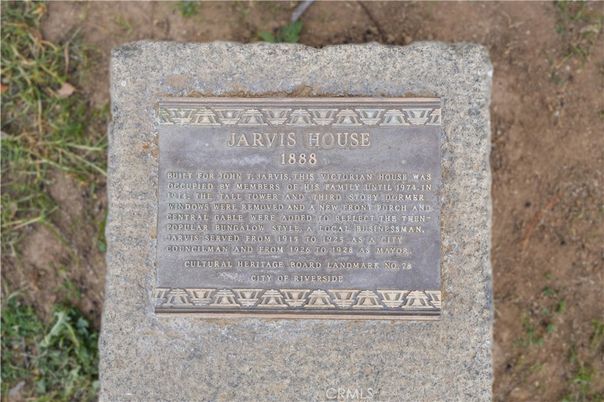 JARVIS HOUSE
1888
BUILT FOR JOHN T. JARVIS, THIS VICTORIAN HOUSE WAS
OCCUPIED BY MEMBERS OF HIS FAMILY UNTIL 1974. IN
THE TALL TOWER AND THIRD STORY DORMER
WINDOWS WERE REMOVED AND A NEW FRONT PORCH AND
CENTRAL GABLE WERE ADDED TO REFLECT THE THEN-
POPULAR BUNGALOW STYLE. A LOCAL BUSINESSMAN,
JARVIS SERVED FROM 1915 TO 1925 AS A CITY
COUNCILMAN AND FROM 1926 TO 1928 AS MAYOR.
CULTURAL HERITAGE BOARD LANDMARK NO. 78
CITY OF RIVERSIDE
CRMLS